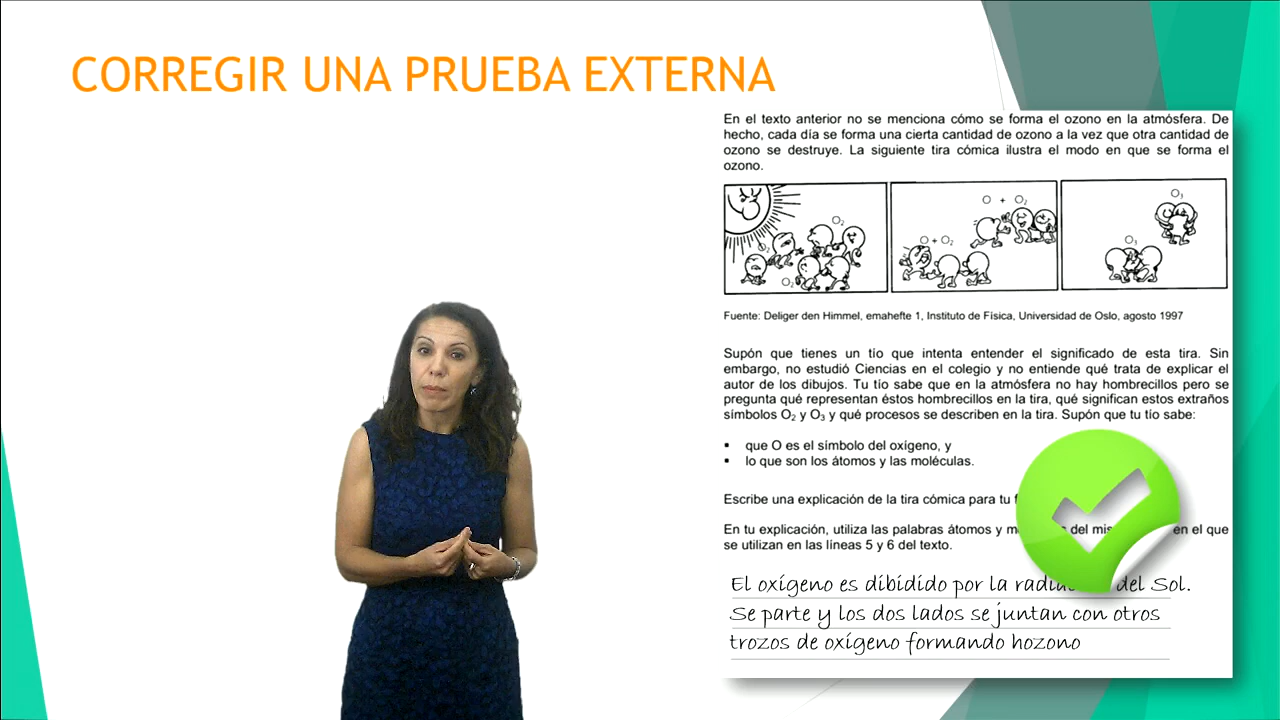 CORREGIR UNA PRUEBA EXTERNA
En el texto anterior no se menciona cómo se forma el ozono en la atmósfera. De
hecho, cada día se forma una cierta cantidad de ozono a la vez que otra cantidad de
ozono se destruye. La siguiente tira cómica ilustra el modo en que se forma el
ozono.
O₂
O₂
O₂
O + O₂
O + O₂
O₃
O₃
Fuente: Deliger den Himmel, emahefte 1, Instituto de Física, Universidad de Oslo, agosto 1997
Supón que tienes un tío que intenta entender el significado de esta tira. Sin
embargo, no estudió Ciencias en el colegio y no entiende qué trata de explicar el
autor de los dibujos. Tu tío sabe que en la atmósfera no hay hombrecillos pero se
pregunta qué representan éstos hombrecillos en la tira, qué significan estos extraños
símbolos O₂ y O₃ y qué procesos se describen en la tira. Supón que tu tío sabe:
▪ que O es el símbolo del oxígeno, y
▪ lo que son los átomos y las moléculas.
Escribe una explicación de la tira cómica para tu
En tu explicación, utiliza las palabras átomos y del en el que
se utilizan en las líneas 5 y 6 del texto.
El oxígeno es dibidido por la del Sol.
Se parte y los dos lados se juntan con otros
trozos de oxígeno formando hozono